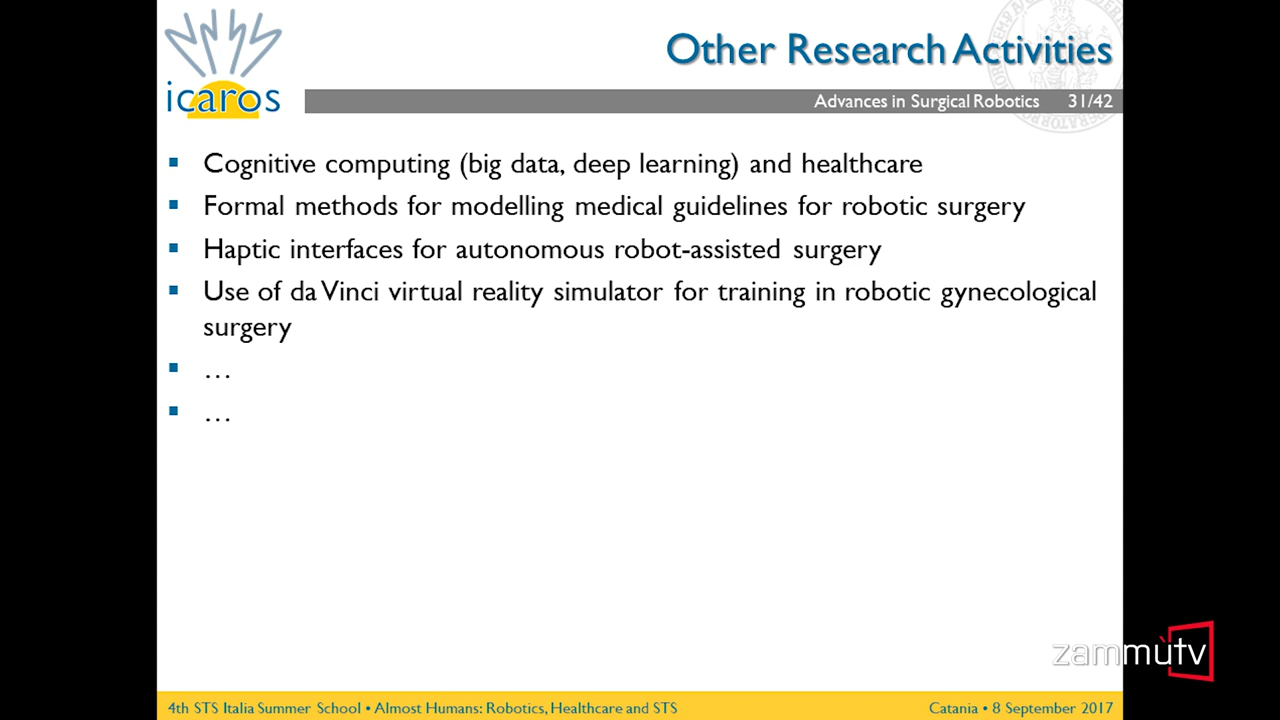 Other Research Activities
icaros
Advances in Surgical Robotics 31/42
▪ Cognitive computing (big data, deep learning) and healthcare
▪ Formal methods for modelling medical guidelines for robotic surgery
▪ Haptic interfaces for autonomous robot-assisted surgery
▪ Use of da Vinci virtual reality simulator for training in robotic gynecological
surgery
▪ …
▪ …
zammùtv
4th STS Italia Summer School • Almost Humans: Robotics, Healthcare and STS
Catania • 8 September 2017